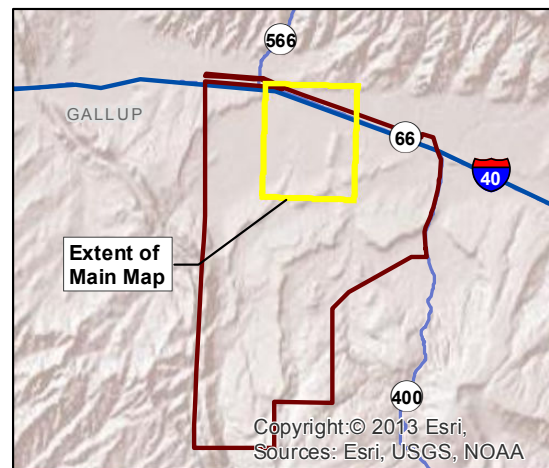 566
GALLUP
66
40
Extent of
Main Map
400
Copyright:© 2013 Esri,
Sources: Esri, USGS, NOAA